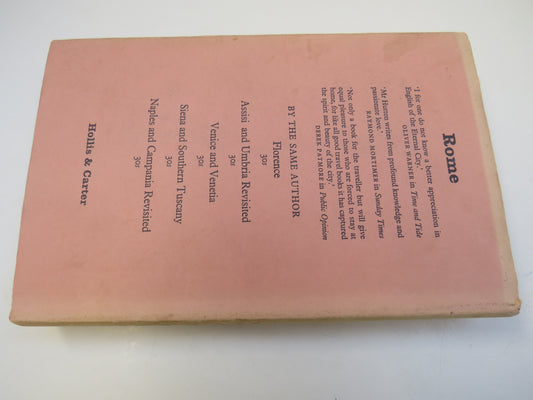 Rome
'I for one do not know a better appreciation in
English of the Eternal City.'
OLIVER WARNER in Time and Tide
'Mr Hutton writes from profound knowledge and
passionate love.'
RAYMOND MORTIMER in Sunday Times
'Not only a book for the traveller but will give
equal pleasure to those who are forced to stay at
home, for like all good travel books it has captured
the spirit and beauty of the city.'
DEREK PATMORE in Public Opinion
BY THE SAME AUTHOR
Florence
30s
Assisi and Umbria Revisited
30s
Venice and Venetia
30s
Siena and Southern Tuscany
30s
Naples and Campania Revisited
30s
Hollis & Carter